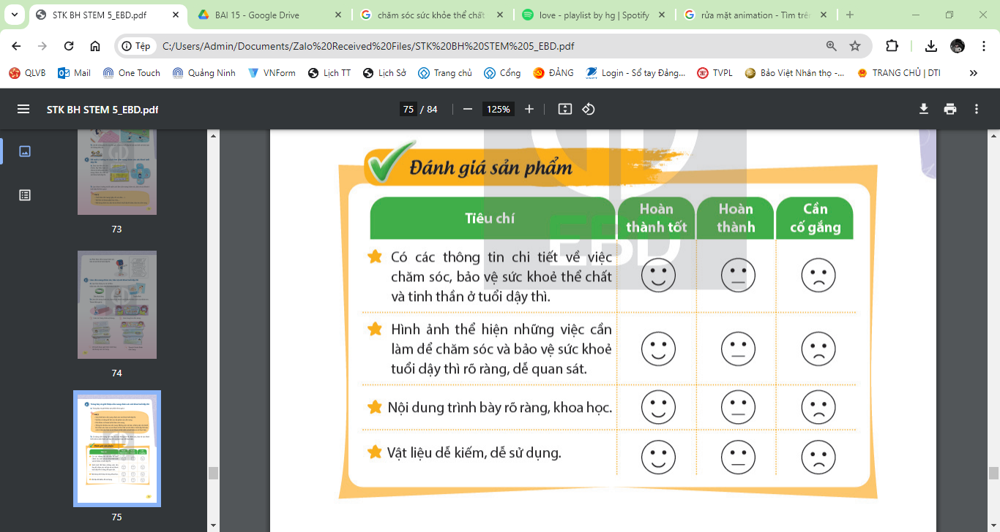 STK BH STEM 5_EBD.pdf
BAI 15 - Google Drive
chăm sóc sức khỏe thể chất
love - playlist by hg | Spotify
rửa mặt animation - Tìm trên
Tệp
C:/Users/Admin/Documents/Zalo%20Received%20Files/STK%20BH%20STEM%205_EBD.pdf
QLVB
Mail
One Touch
Quảng Ninh
VNForm
Lịch TT
Lịch Sở
Trang chủ
Cổng
ĐẢNG
Login - Sổ tay Đảng...
TVPL
Bảo Việt Nhân thọ -...
TRANG CHỦ | DTI
STK BH STEM 5_EBD.pdf
75 / 84
125%
73
74
75
Đánh giá sản phẩm
Tiêu chí
Hoàn
thành tốt
Hoàn
thành
Cần
cố gắng
EBD
Có các thông tin chi tiết về việc
chăm sóc, bảo vệ sức khoẻ thể chất
và tinh thần ở tuổi dậy thì.
Hình ảnh thể hiện những việc cần
làm để chăm sóc và bảo vệ sức khoẻ
tuổi dậy thì rõ ràng, dễ quan sát.
Nội dung trình bày rõ ràng, khoa học.
Vật liệu dễ kiếm, dễ sử dụng.